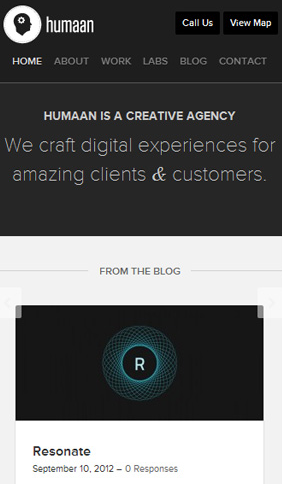 humaan
Call Us
View Map
HOME ABOUT WORK LABS BLOG CONTACT
HUMAAN IS A CREATIVE AGENCY
We craft digital experiences for
amazing clients & customers.
FROM THE BLOG
R
Resonate
September 10, 2012 – 0 Responses